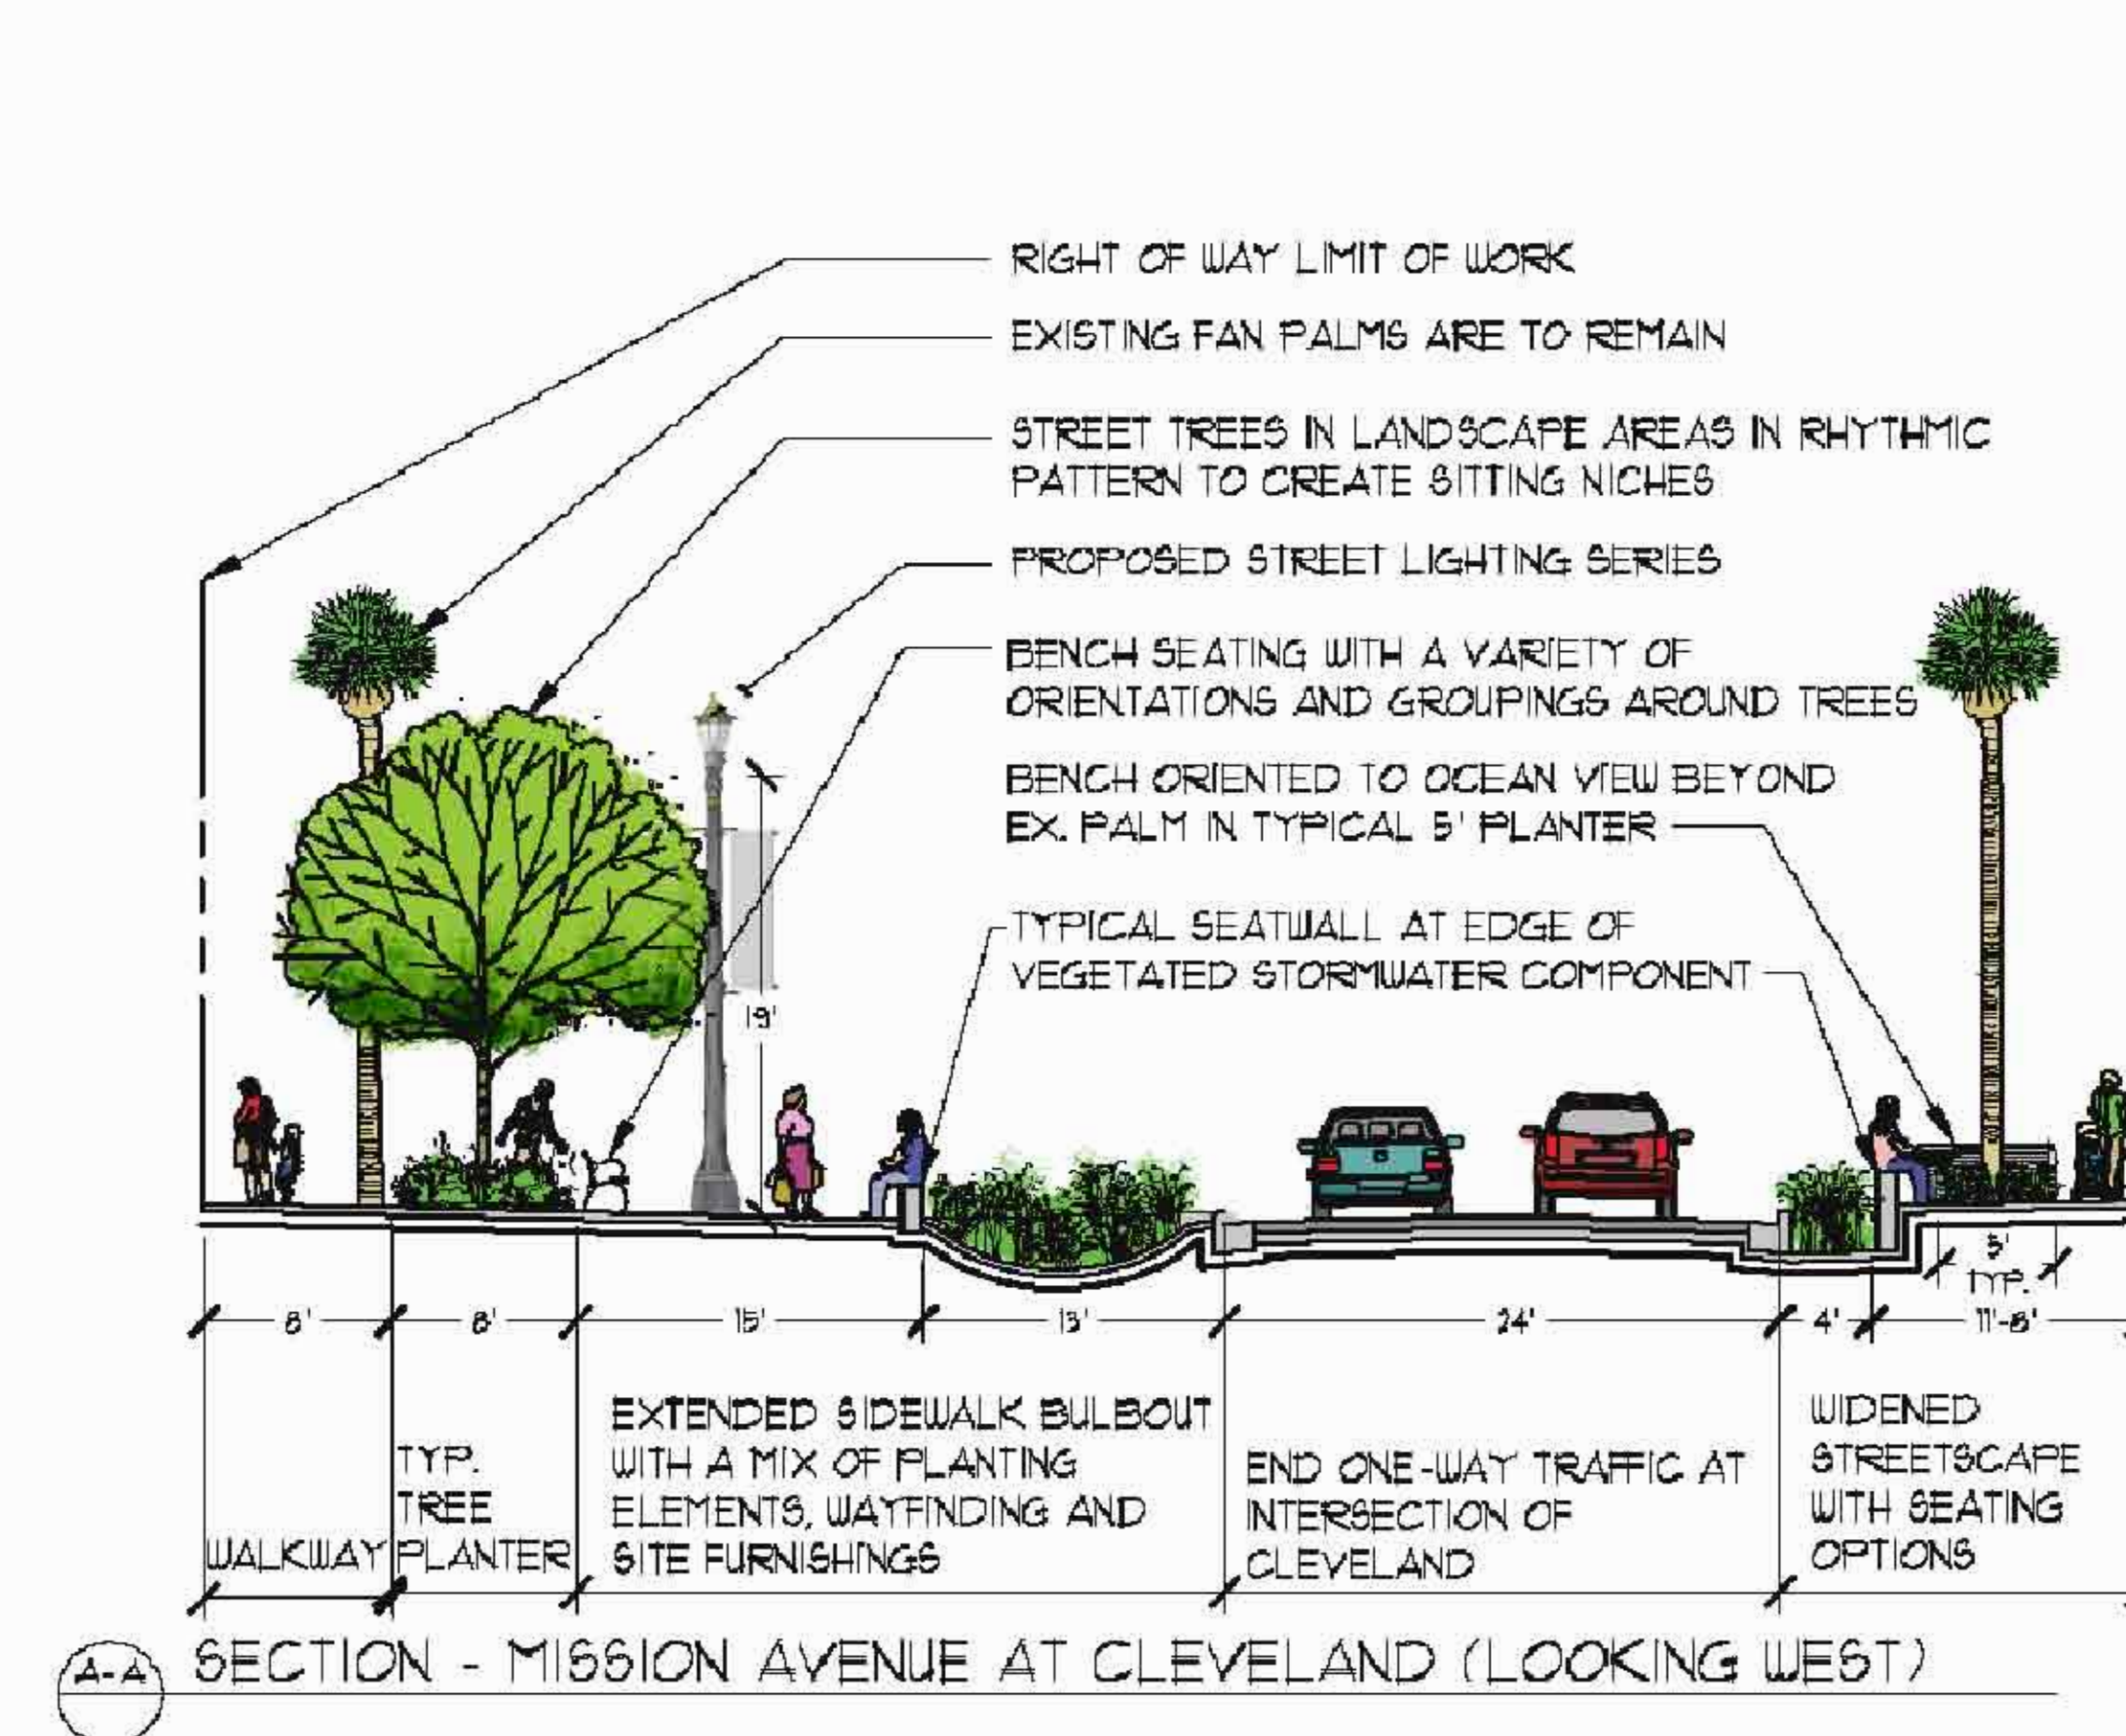 RIGHT OF WAY LIMIT OF WORK
EXISTING FAN PALMS ARE TO REMAIN
STREET TREES IN LANDSCAPE AREAS IN RHYTHMIC
PATTERN TO CREATE SITTING NICHES
PROPOSED STREET LIGHTING SERIES
BENCH SEATING WITH A VARIETY OF
ORIENTATIONS AND GROUPINGS AROUND TREES
BENCH ORIENTED TO OCEAN VIEW BEYOND
EX. PALM IN TYPICAL 5' PLANTER
TYPICAL SEATWALL AT EDGE OF
VEGETATED STORMWATER COMPONENT
19'
5'
TYP.
8'
8'
15'
13'
24'
4'
11'-8'
WALKWAY
TYP.
TREE
PLANTER
EXTENDED SIDEWALK BULBOUT
WITH A MIX OF PLANTING
ELEMENTS, WAYFINDING AND
SITE FURNISHINGS
END ONE-WAY TRAFFIC AT
INTERSECTION OF
CLEVELAND
WIDENED
STREETSCAPE
WITH SEATING
OPTIONS
A-A
SECTION - MISSION AVENUE AT CLEVELAND (LOOKING WEST)